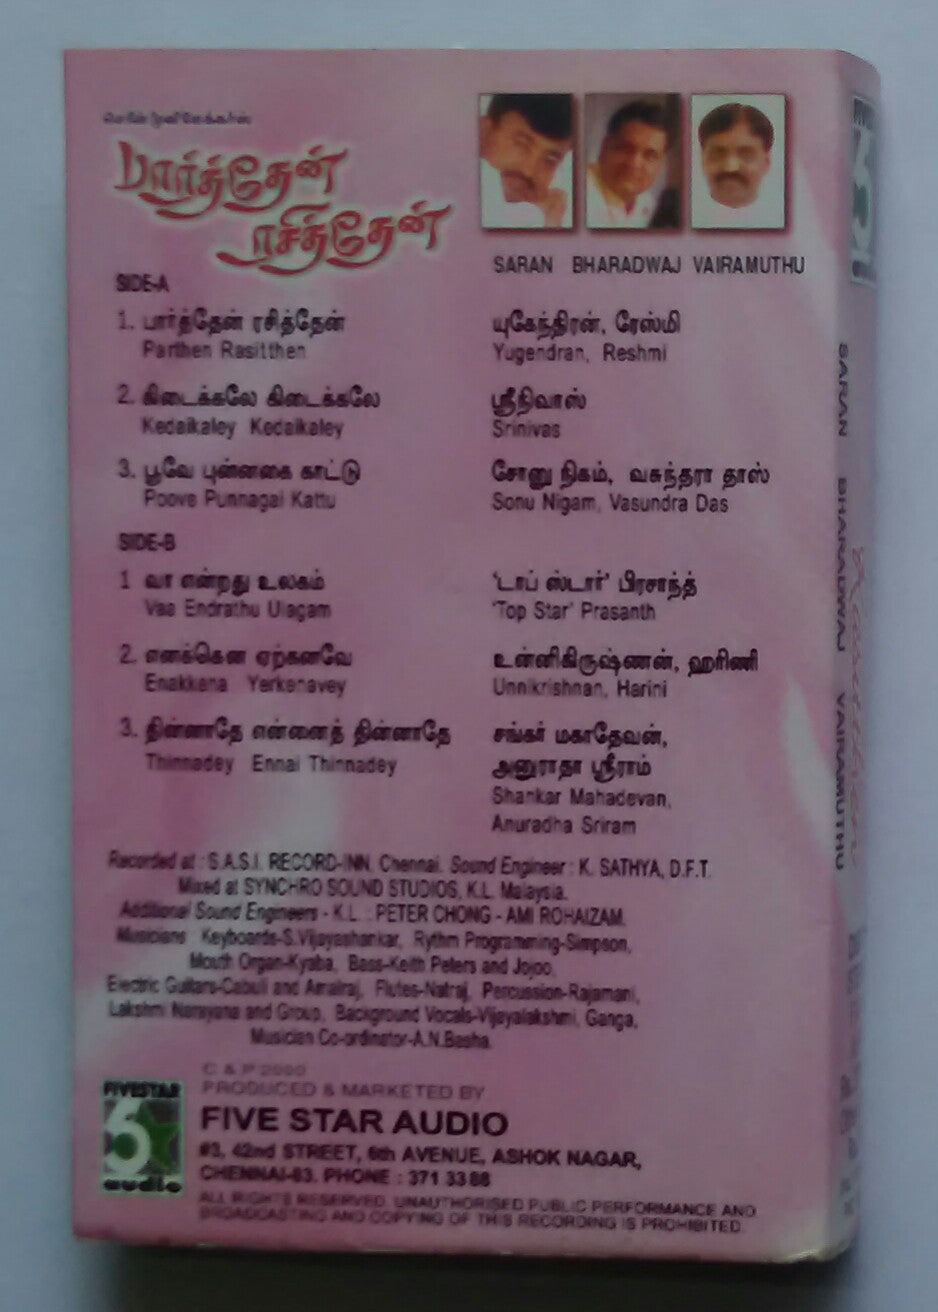 பார்த்தேன்
ரசித்தேன்
SARAN BHARADWAJ VAIRAMUTHU
SIDE-A
1. பார்த்தேன் ரசித்தேன் யுகேந்திரன், ரேஸ்மி
Parthen Rasitthen Yugendran, Reshmi
2. கிடைக்கலே கிடைக்கலே ஸ்ரீநிவாஸ்
Kedaikaley Kedaikaley Srinivas
3. பூவே புன்னகை காட்டு சோனு நிகம், வசுந்தரா தாஸ்
Poove Punnagai Kattu Sonu Nigam, Vasundra Das
SIDE-B
1 வா என்றது உலகம் 'டாப் ஸ்டார்' பிரசாந்த்
Vaa Endrathu Ulagam 'Top Star' Prasanth
2. எனக்கென ஏற்கனவே உன்னிகிருஷ்ணன், ஹரிணி
Enakkena Yerkenavey Unnikrishnan, Harini
3. தின்னாதே என்னைத் தின்னாதே சங்கர் மகாதேவன்,
Thinnadey Ennai Thinnadey அனுராதா ஸ்ரீராம்
Shankar Mahadevan,
Anuradha Sriram
Recorded at : S.A.S.I. RECORD-INN, Chennai. Sound Engineer : K. SATHYA, D.F.T.
Mixed at SYNCHRO SOUND STUDIOS, K.L. Malaysia.
Additional Sound Engineers - K.L. : PETER CHONG - AMI ROHAIZAM.
Musicians : Keyboards-S.Vijayashankar, Rythm Programming-Simpson,
Mouth Organ-Kyaba, Bass-Keith Peters and Jojoo,
Electric Guitars-Cabuli and Amalraj, Flutes-Natraj, Percussion-Rajamani,
Lakshmi Narayana and Group, Background Vocals-Vijayalakshmi, Ganga,
Musician Co-ordinator-A.N.Basha.
C & P 2000
PRODUCED & MARKETED BY
FIVESTAR
5
audio
FIVE STAR AUDIO
#3, 42nd STREET, 6th AVENUE, ASHOK NAGAR,
CHENNAI-83. PHONE : 371 3388
ALL RIGHTS RESERVED. UNAUTHORISED PUBLIC PERFORMANCE AND
BROADCASTING AND COPYING OF THIS RECORDING IS PROHIBITED.
SARAN BHARADWAJ VAIRAMUTHU